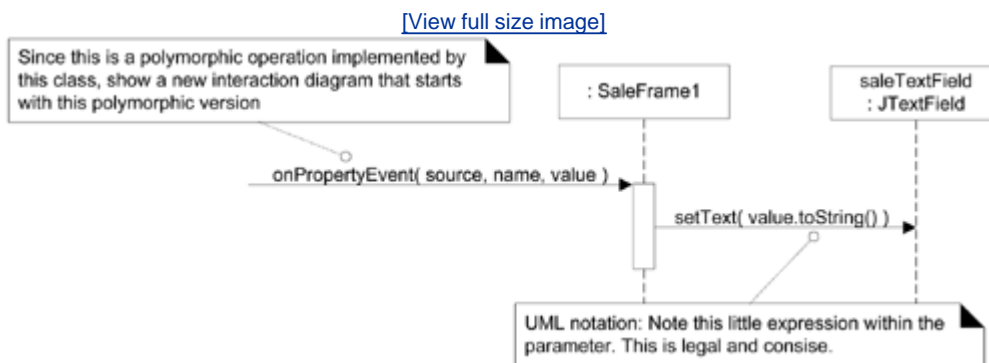 [View full size image]
Since this is a polymorphic operation implemented by
this class, show a new interaction diagram that starts
with this polymorphic version
: SaleFrame1
saleTextField
: JTextField
onPropertyEvent( source, name, value )
setText( value.toString() )
UML notation: Note this little expression within the
parameter. This is legal and consise.